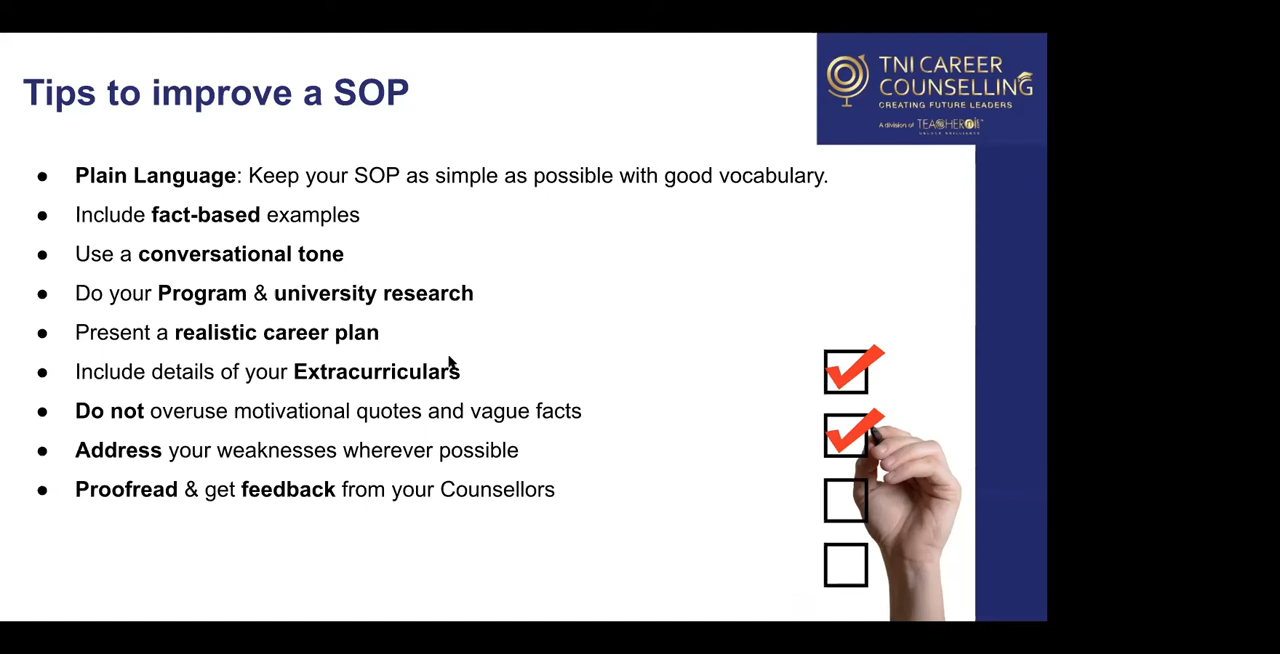 Tips to improve a SOP
TNI CAREER
COUNSELLING
CREATING FUTURE LEADERS
A division of TEACHERNI
UNLOCK BRILLIANCE
● Plain Language: Keep your SOP as simple as possible with good vocabulary.
● Include fact-based examples
● Use a conversational tone
● Do your Program & university research
● Present a realistic career plan
● Include details of your Extracurriculars
● Do not overuse motivational quotes and vague facts
● Address your weaknesses wherever possible
● Proofread & get feedback from your Counsellors